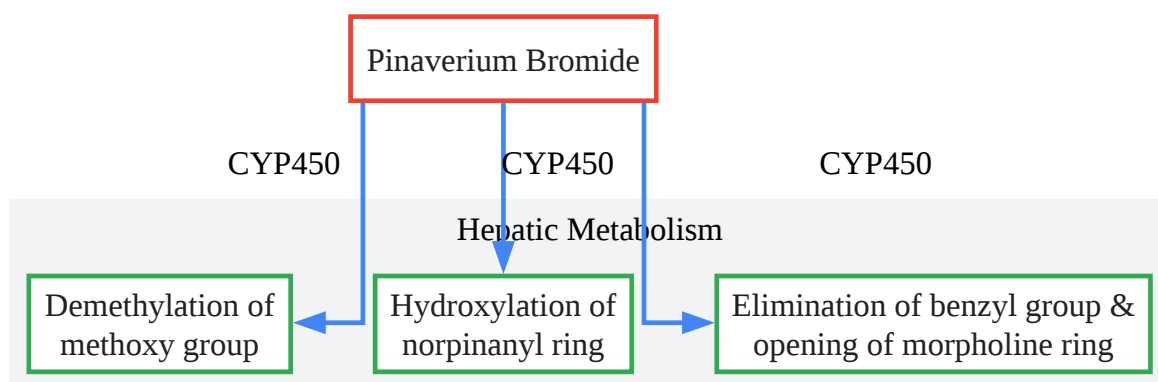 Pinaverium Bromide
CYP450
CYP450
CYP450
Hepatic Metabolism
Demethylation of
methoxy group
Hydroxylation of
norpinanyl ring
Elimination of benzyl group &
opening of morpholine ring